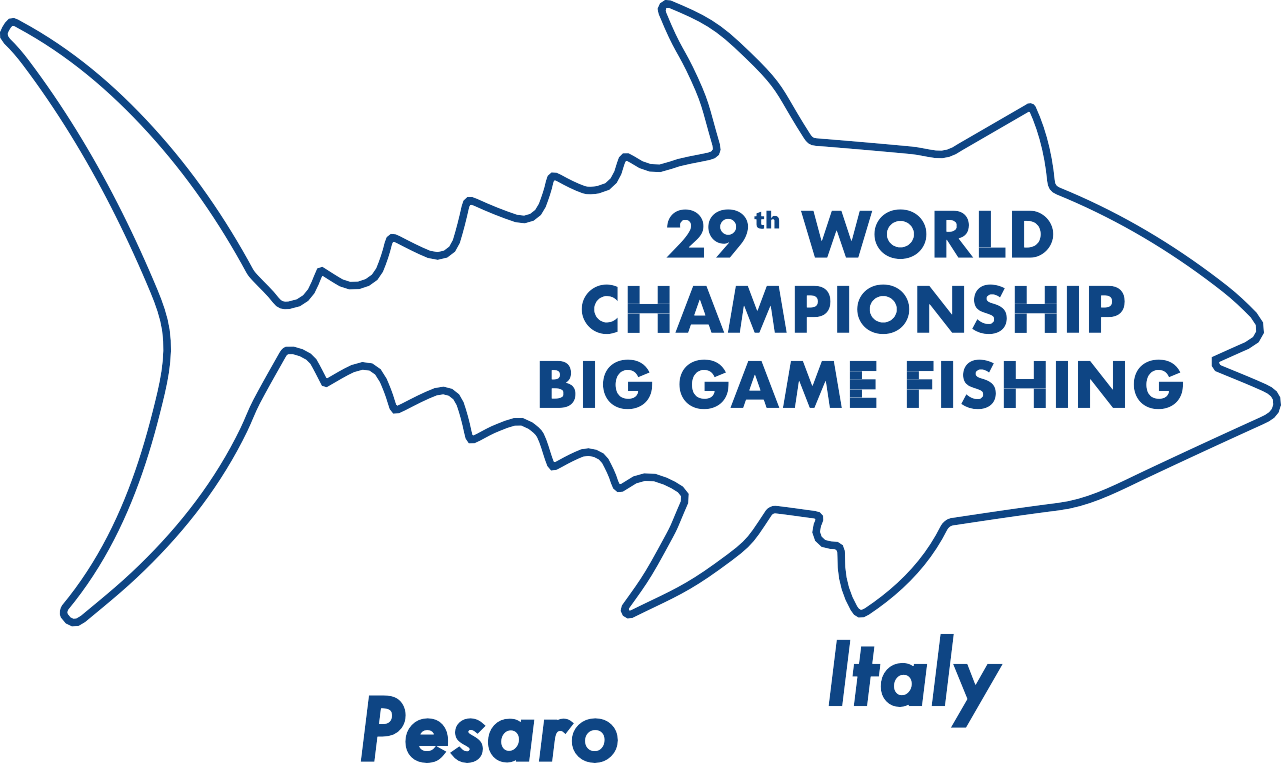 29th WORLD
CHAMPIONSHIP
BIG GAME FISHING
Italy
Pesaro